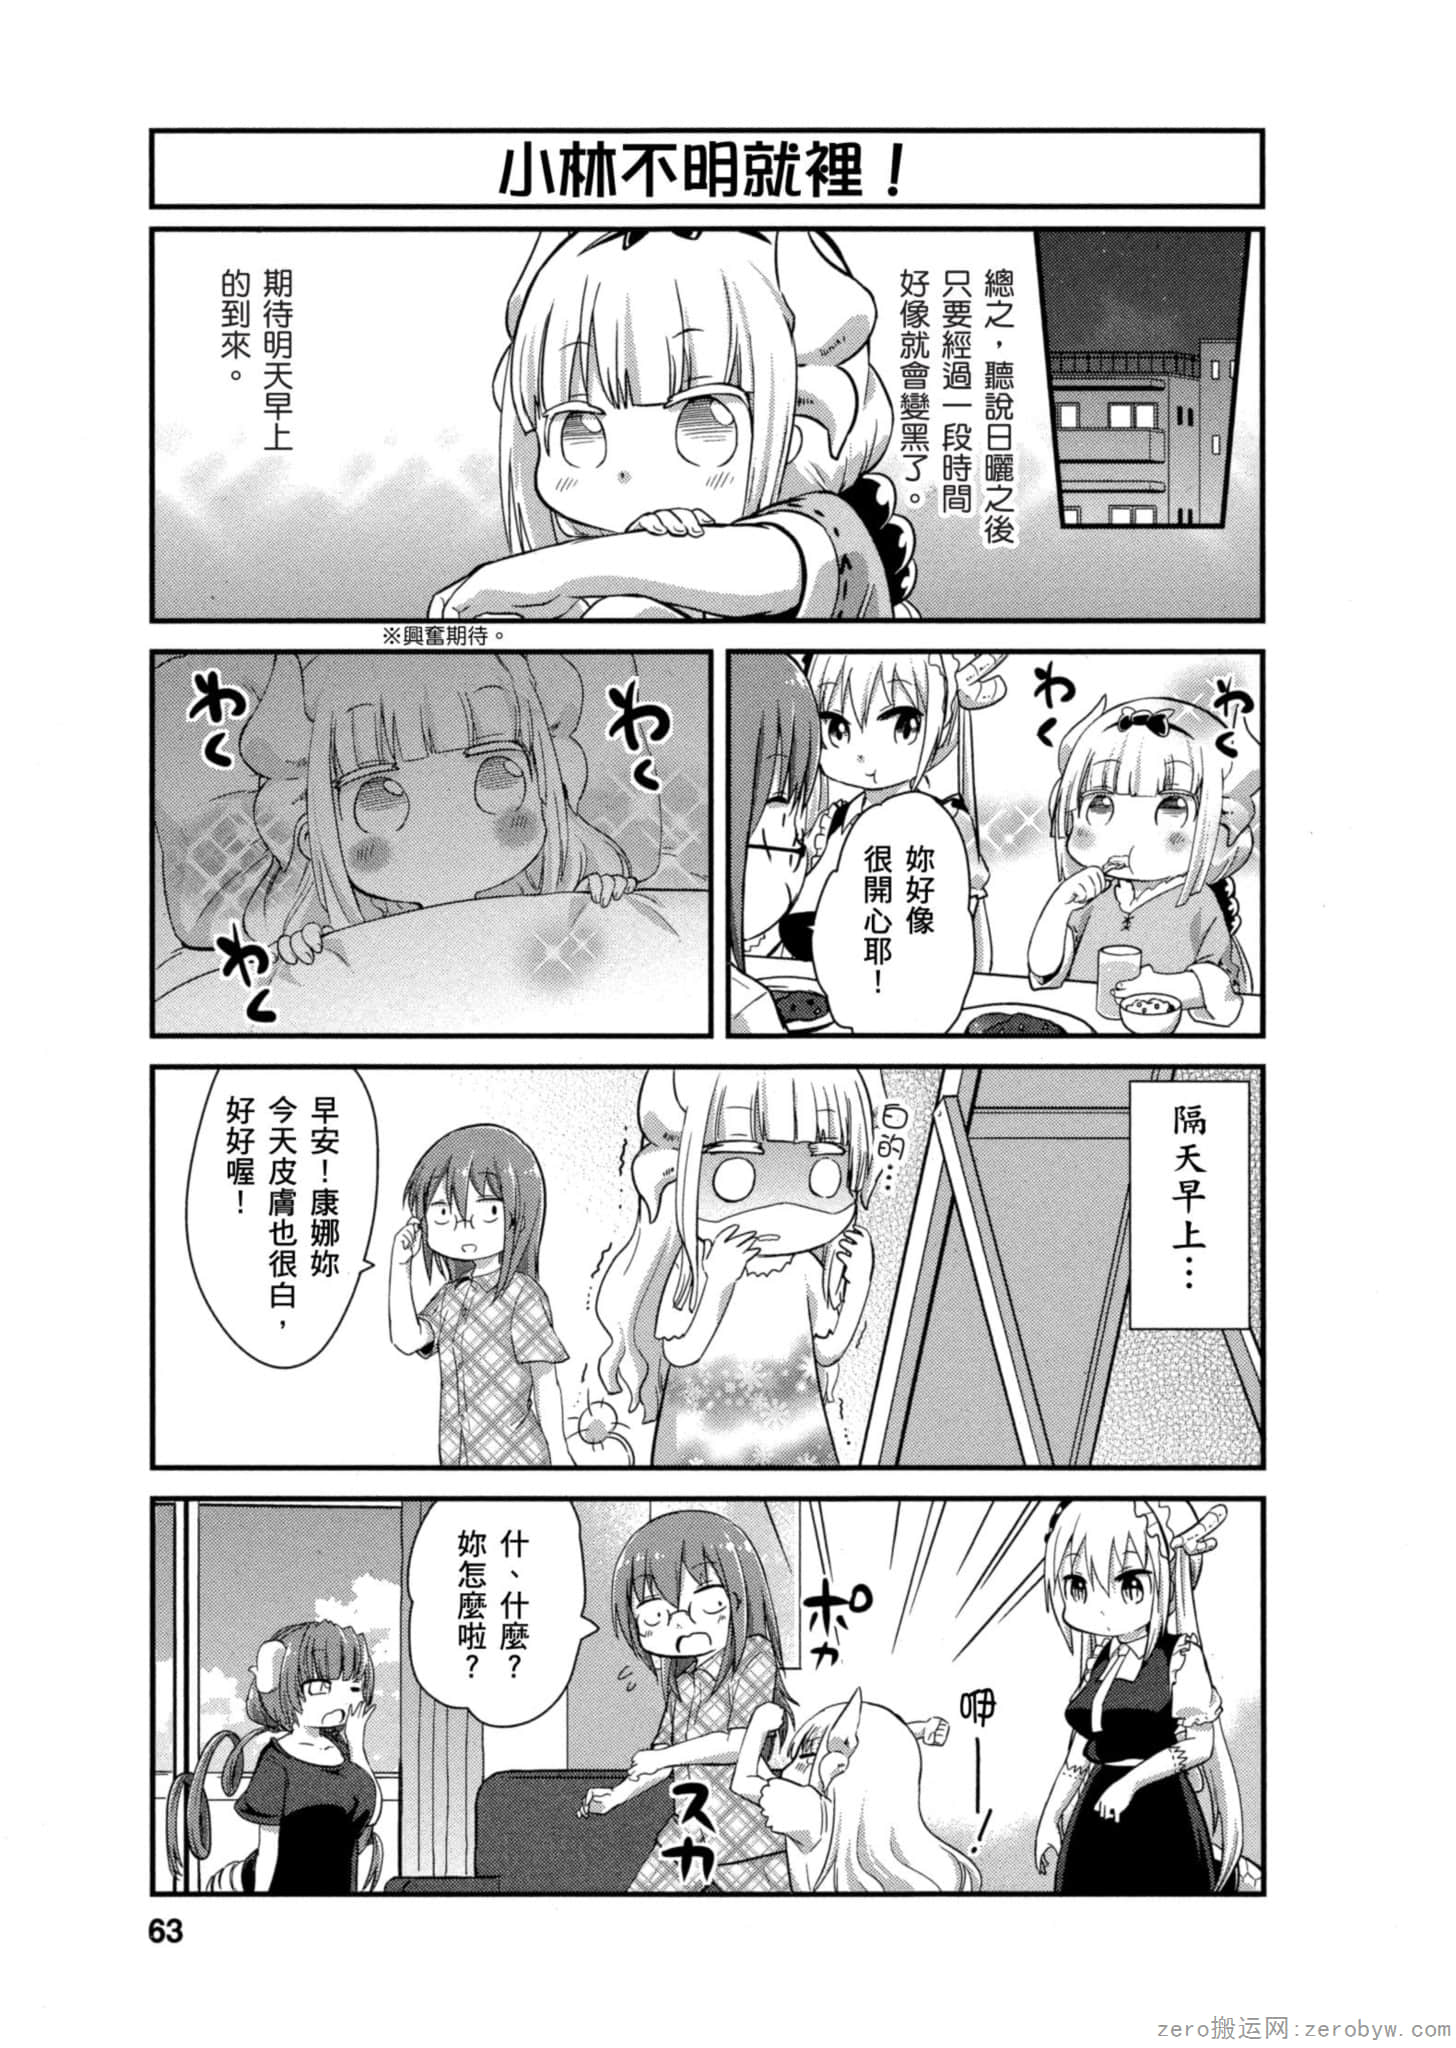 小林不明就裡！
總之，聽說日曬之後
只要經過一段時間
好像就會變黑了。
期待明天早上
的到來。
※興奮期待。
わく
わく
妳好像
很開心耶！
わく
わく
わく
隔天早上…
白的…
早安！康娜妳
今天皮膚也很白，
好好喔！
咿——！
ポカ
スカ
什、什麼？
妳怎麼啦？
63
zero搬运网:zerobyw.com